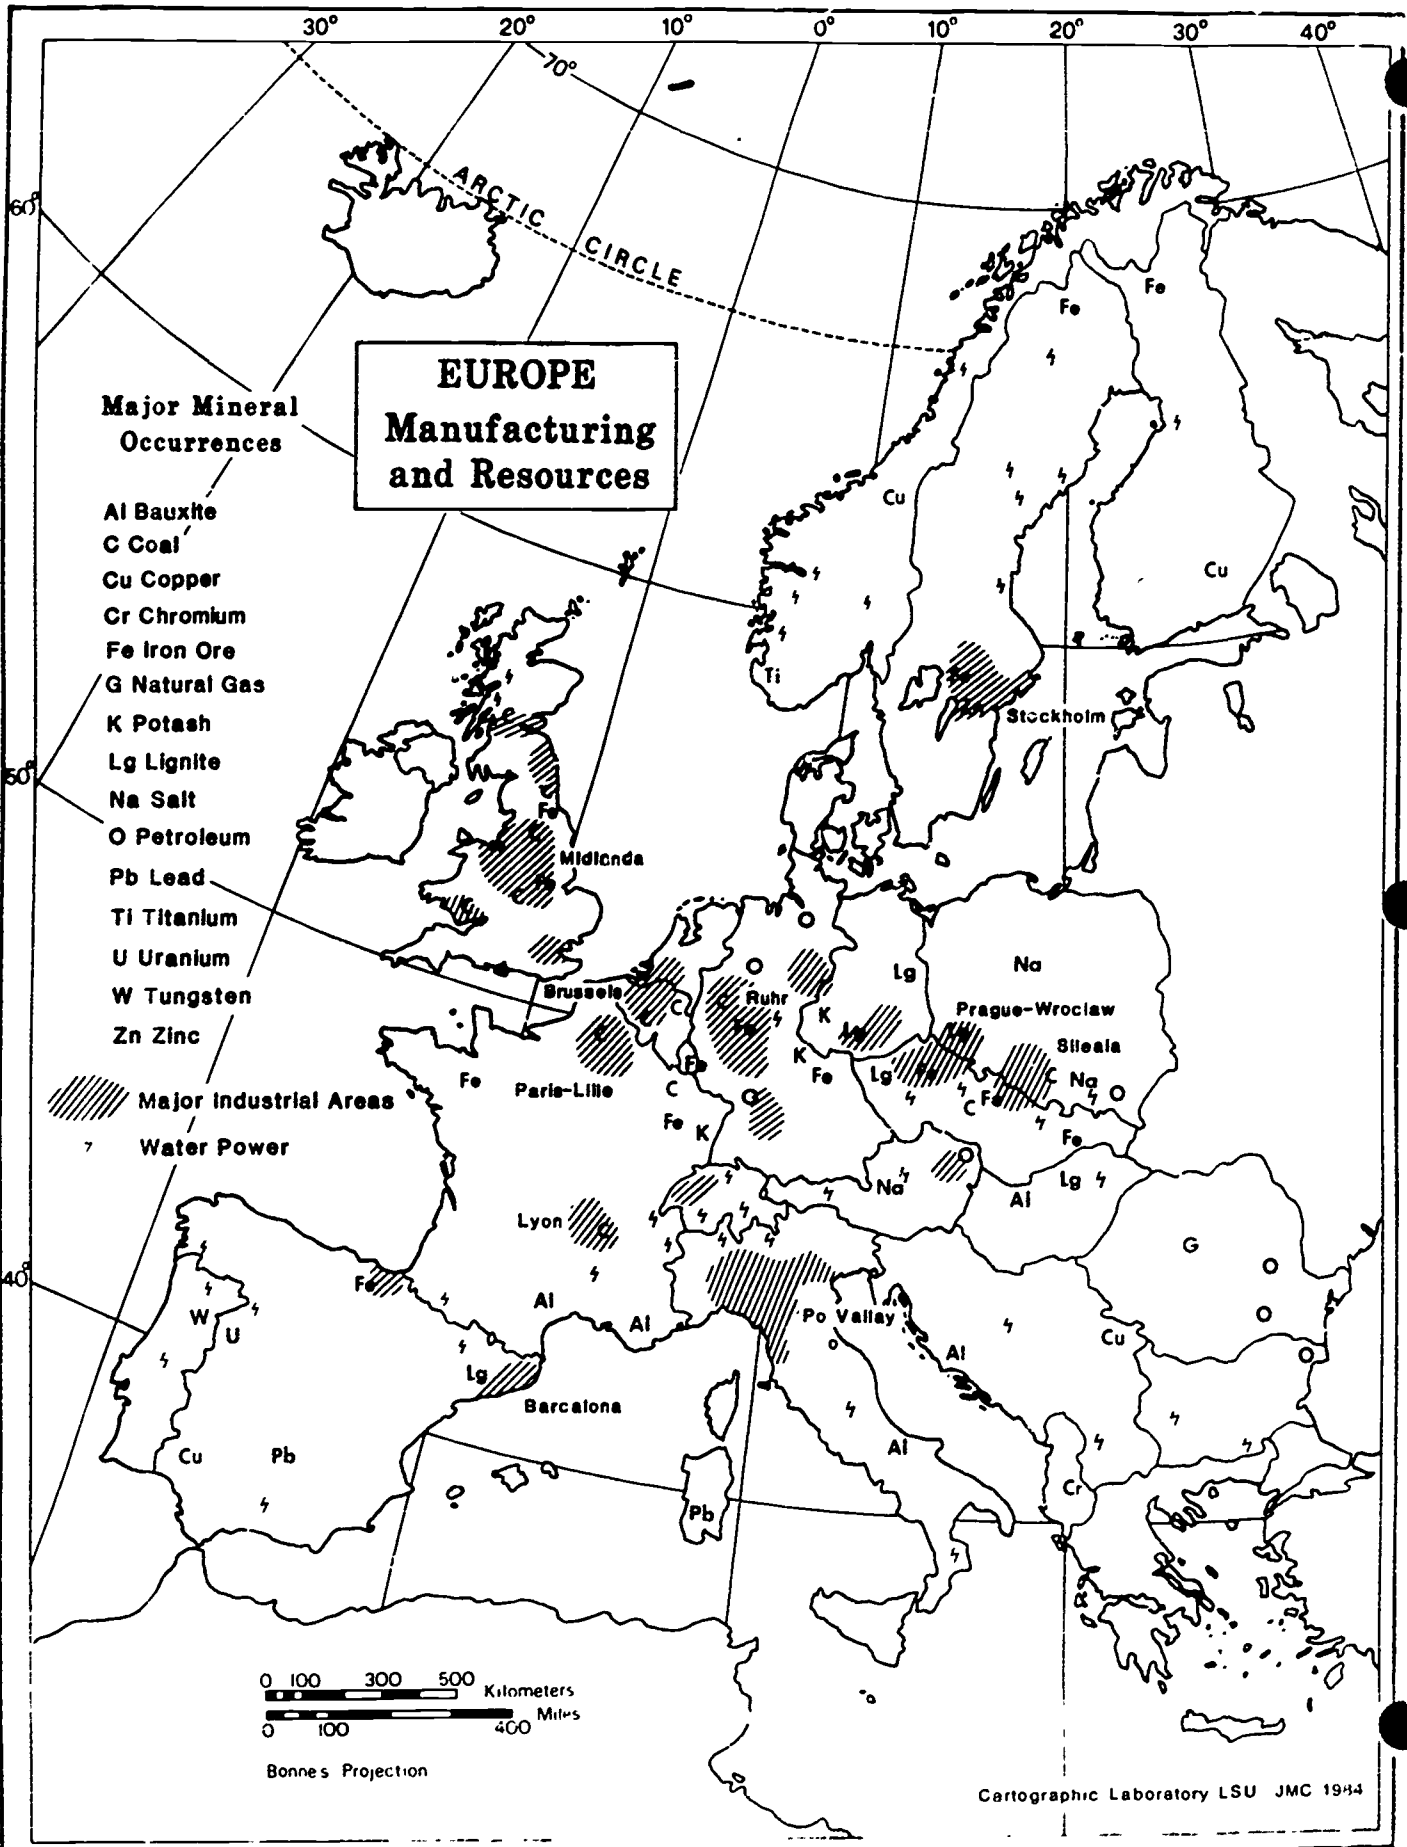 30° 20° 10° 0° 10° 20° 30° 40°
70°
60°
50°
40°
ARCTIC CIRCLE
EUROPE
Manufacturing
and Resources
Major Mineral
Occurrences
Al Bauxite
C Coal
Cu Copper
Cr Chromium
Fe Iron Ore
G Natural Gas
K Potash
Lg Lignite
Na Salt
O Petroleum
Pb Lead
Ti Titanium
U Uranium
W Tungsten
Zn Zinc
Major Industrial Areas
Water Power
Fe
Fe
Cu
Cu
Ti
Stockholm
W
Fe
Midlands
Brussels
C
Ruhr
Fe
K
Lg
Na
Prague-Wroclaw
Silesia
Paris-Lille
Fe
Fe
C
Fe
K
K
Fe
Lg
Fe
C
Fe
C
Na
Fe
Na
Al
Lg
Lyon
C
G
Fe
Al
Al
Po Valley
W
U
Cu
Al
Lg
Barcelona
Cu
Pb
Al
Pb
Cr
0 100 300 500 Kilometers
0 100 400 Miles
Bonnes Projection
Cartographic Laboratory LSU JMC 1984